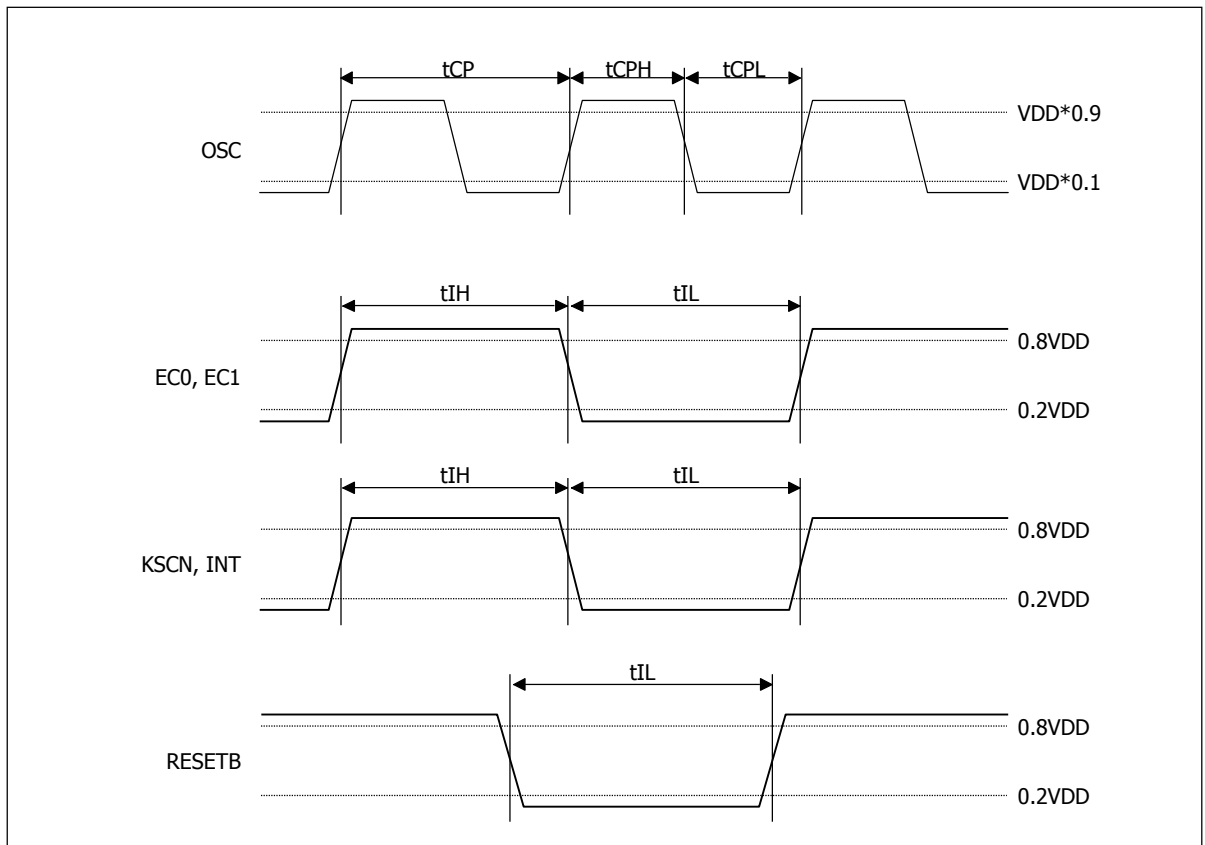 tCP tCPH tCPL
VDD*0.9
OSC
VDD*0.1
tIH tIL
0.8VDD
EC0, EC1
0.2VDD
tIH tIL
0.8VDD
KSCN, INT
0.2VDD
tIL
0.8VDD
RESETB
0.2VDD